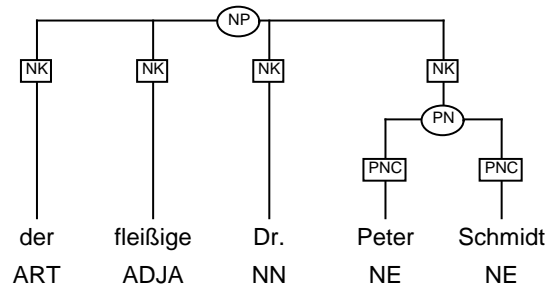 NP
NK NK NK NK
PN
PNC PNC
der fleißige Dr. Peter Schmidt
ART ADJA NN NE NE